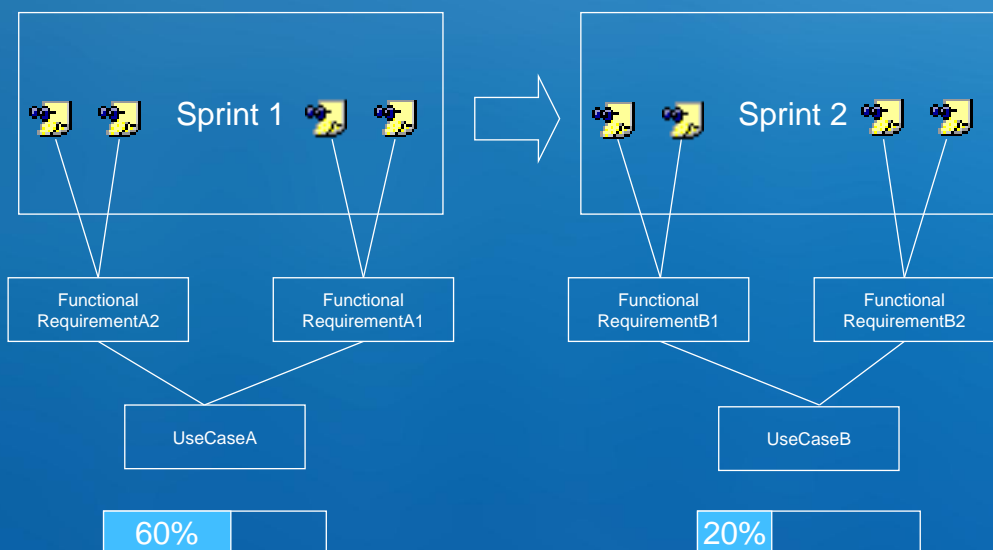 Sprint 1
Sprint 2
Functional
RequirementA2
Functional
RequirementA1
Functional
RequirementB1
Functional
RequirementB2
UseCaseA
UseCaseB
60%
20%